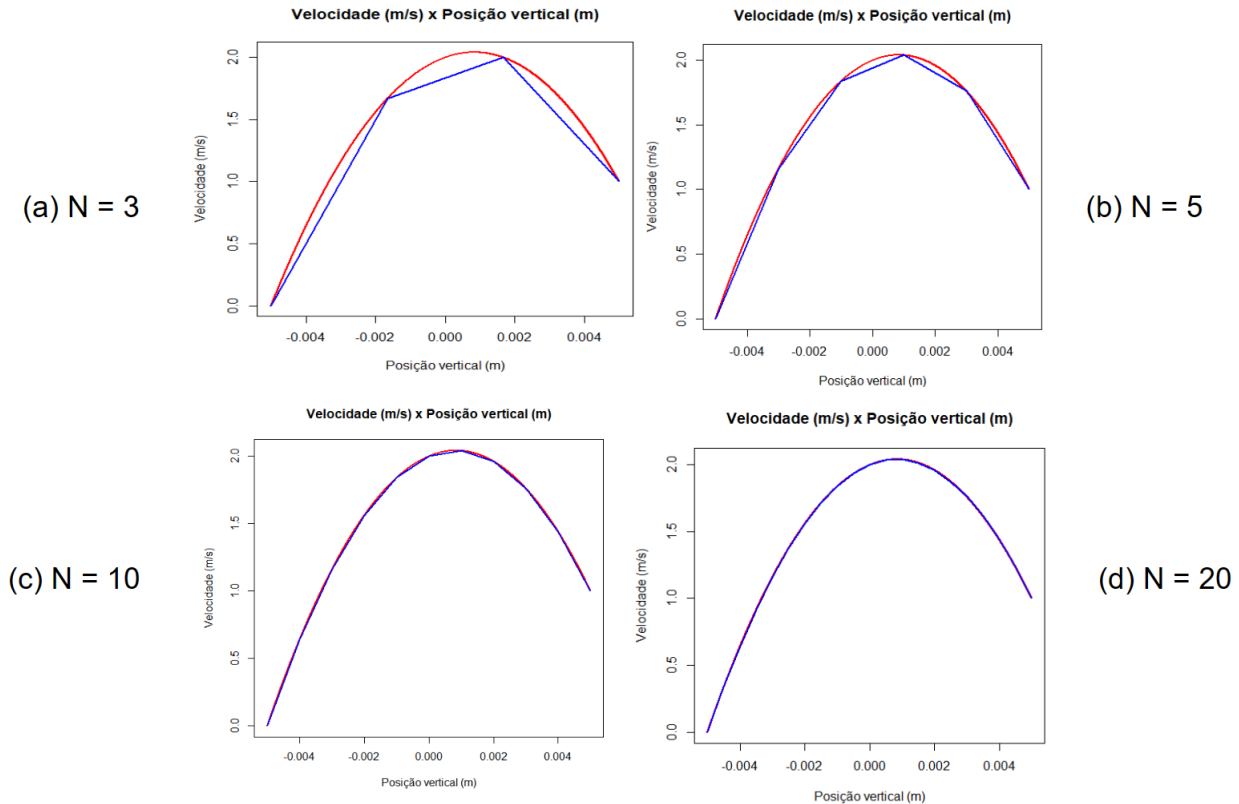 Velocidade (m/s) x Posição vertical (m)
2.0
1.5
1.0
0.5
0.0
Velocidade (m/s)
-0.004 -0.002 0.000 0.002 0.004
Posição vertical (m)
(a) N = 3
Velocidade (m/s) x Posição vertical (m)
2.0
1.5
1.0
0.5
0.0
Velocidade (m/s)
-0.004 -0.002 0.000 0.002 0.004
Posição vertical (m)
(b) N = 5
Velocidade (m/s) x Posição vertical (m)
2.0
1.5
1.0
0.5
0.0
Velocidade (m/s)
-0.004 -0.002 0.000 0.002 0.004
Posição vertical (m)
(c) N = 10
Velocidade (m/s) x Posição vertical (m)
2.0
1.5
1.0
0.5
0.0
Velocidade (m/s)
-0.004 -0.002 0.000 0.002 0.004
Posição vertical (m)
(d) N = 20